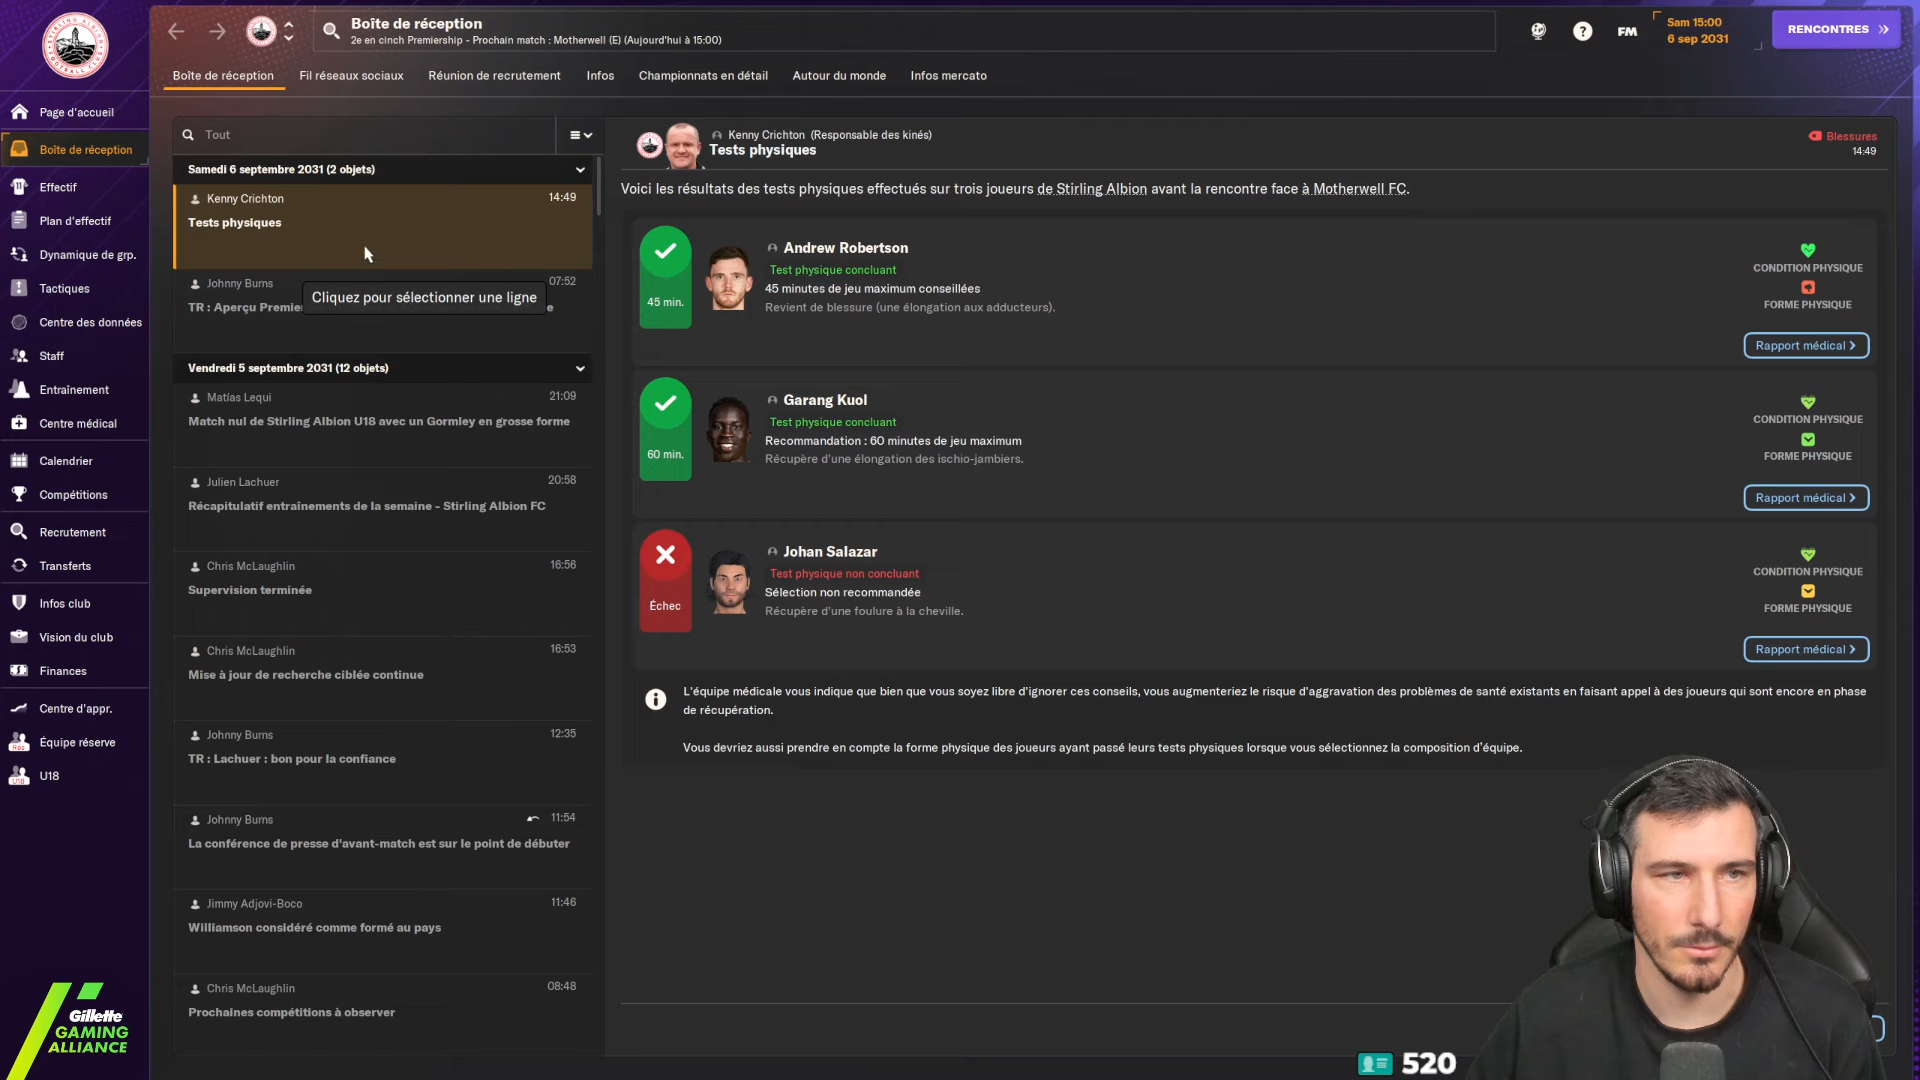 Boîte de réception
2e en cinch Premiership - Prochain match : Motherwell (E) (Aujourd'hui à 15:00)
FM
Sam 15:00
6 sep 2031
RENCONTRES
Boîte de réception
Fil réseaux sociaux
Réunion de recrutement
Infos
Championnats en détail
Autour du monde
Infos mercato
Page d'accueil
Boîte de réception
Effectif
Plan d'effectif
Dynamique de grp.
Tactiques
Centre des données
Staff
Entraînement
Centre médical
Calendrier
Compétitions
Recrutement
Transferts
Infos club
Vision du club
Finances
Centre d'appr.
Équipe réserve
U18
Gillette
GAMING
ALLIANCE
Tout
Samedi 6 septembre 2031 (2 objets)
Kenny Crichton 14:49
Tests physiques
Johnny Burns 07:52
TR : Aperçu Premie
e
Cliquez pour sélectionner une ligne
Vendredi 5 septembre 2031 (12 objets)
Matías Lequi 21:09
Match nul de Stirling Albion U18 avec un Gormley en grosse forme
Julien Lachuer 20:58
Récapitulatif entraînements de la semaine - Stirling Albion FC
Chris McLaughlin 16:56
Supervision terminée
Chris McLaughlin 16:53
Mise à jour de recherche ciblée continue
Johnny Burns 12:35
TR : Lachuer : bon pour la confiance
Johnny Burns 11:54
La conférence de presse d'avant-match est sur le point de débuter
Jimmy Adjovi-Boco 11:46
Williamson considéré comme formé au pays
Chris McLaughlin 08:48
Prochaines compétitions à observer
Kenny Crichton (Responsable des kinés)
Tests physiques
Blessures
14:49
Voici les résultats des tests physiques effectués sur trois joueurs de Stirling Albion avant la rencontre face à Motherwell FC.
45 min.
Andrew Robertson
Test physique concluant
45 minutes de jeu maximum conseillées
Revient de blessure (une élongation aux adducteurs).
CONDITION PHYSIQUE
FORME PHYSIQUE
Rapport médical
60 min.
Garang Kuol
Test physique concluant
Recommandation : 60 minutes de jeu maximum
Récupère d'une élongation des ischio-jambiers.
CONDITION PHYSIQUE
FORME PHYSIQUE
Rapport médical
Échec
Johan Salazar
Test physique non concluant
Sélection non recommandée
Récupère d'une foulure à la cheville.
CONDITION PHYSIQUE
FORME PHYSIQUE
Rapport médical
L'équipe médicale vous indique que bien que vous soyez libre d'ignorer ces conseils, vous augmenteriez le risque d'aggravation des problèmes de santé existants en faisant appel à des joueurs qui sont encore en phase
de récupération.
Vous devriez aussi prendre en compte la forme physique des joueurs ayant passé leurs tests physiques lorsque vous sélectionnez la composition d'équipe.
520